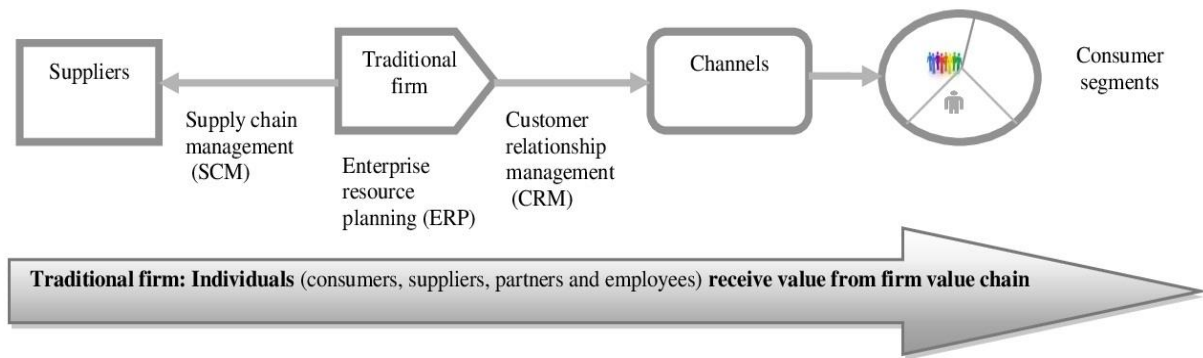 Suppliers
Supply chain
management
(SCM)
Traditional
firm
Enterprise
resource
planning (ERP)
Customer
relationship
management
(CRM)
Channels
Consumer
segments
Traditional firm: Individuals (consumers, suppliers, partners and employees) receive value from firm value chain